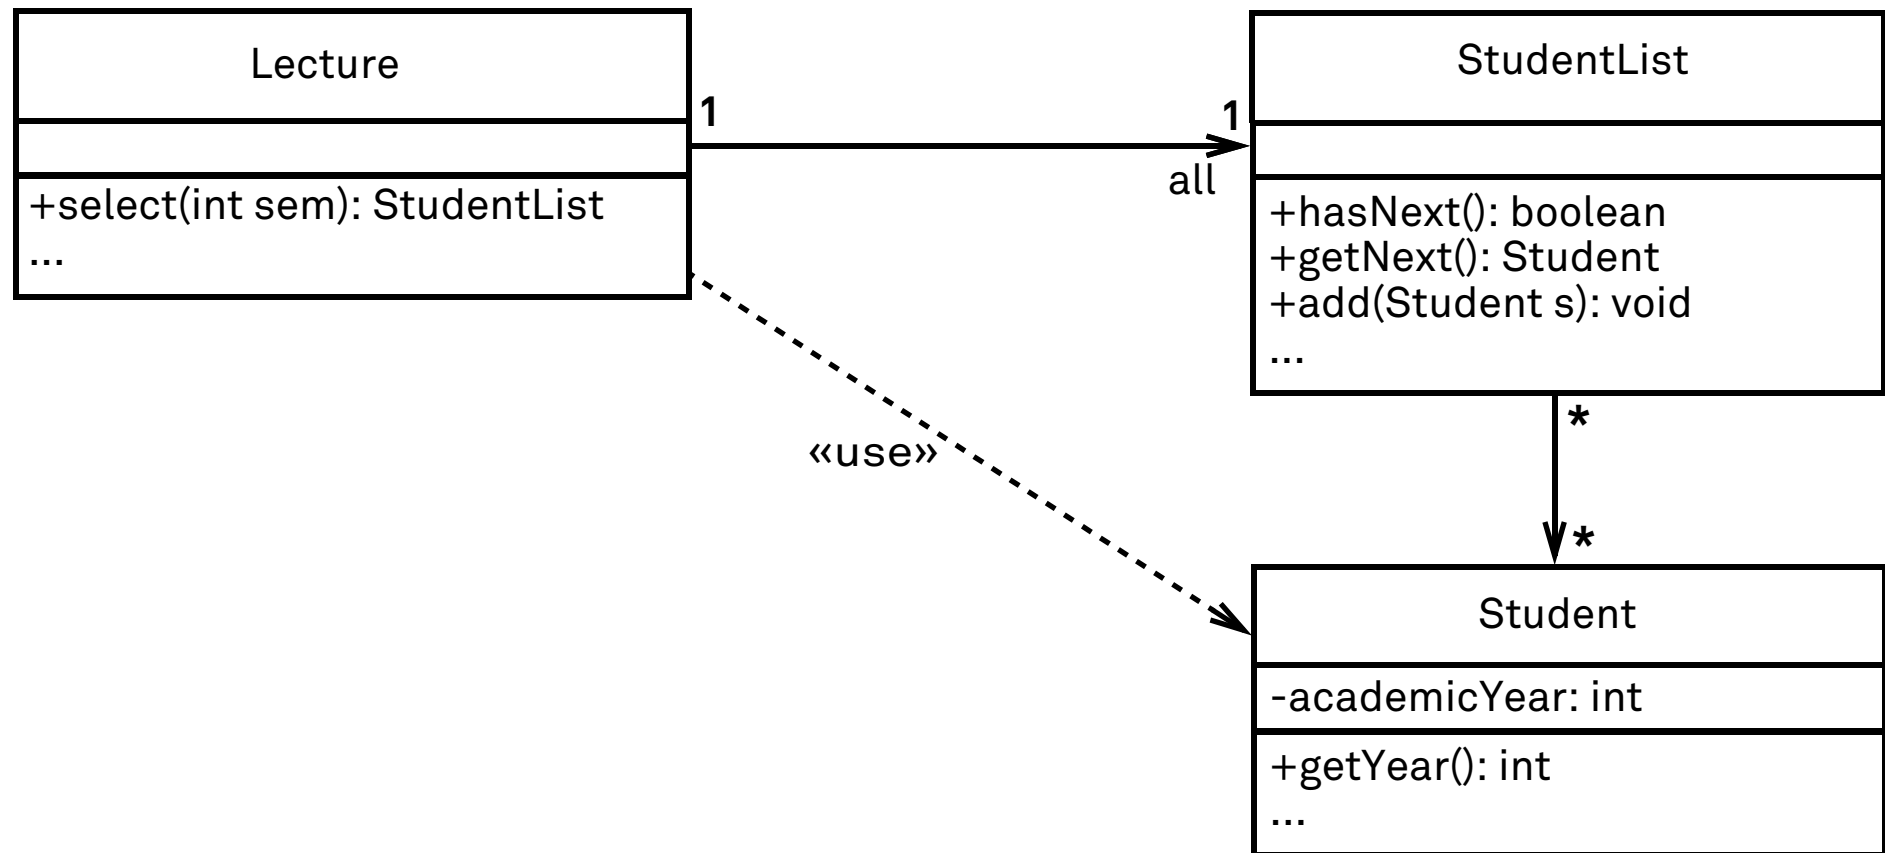 Lecture
+select(int sem): StudentList
...
1
1
all
StudentList
+hasNext(): boolean
+getNext(): Student
+add(Student s): void
...
«use»
*
*
Student
-academicYear: int
+getYear(): int
...